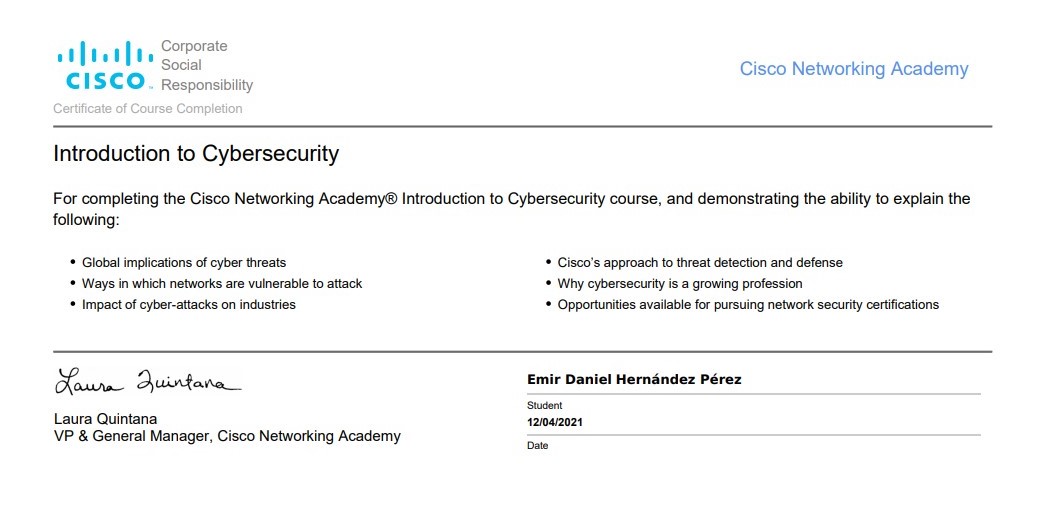 Corporate
Social
CISCO™ Responsibility
Cisco Networking Academy
Certificate of Course Completion
Introduction to Cybersecurity
For completing the Cisco Networking Academy® Introduction to Cybersecurity course, and demonstrating the ability to explain the
following:
• Global implications of cyber threats
• Ways in which networks are vulnerable to attack
• Impact of cyber-attacks on industries
• Cisco’s approach to threat detection and defense
• Why cybersecurity is a growing profession
• Opportunities available for pursuing network security certifications
Laura Quintana
Laura Quintana
VP & General Manager, Cisco Networking Academy
Emir Daniel Hernández Pérez
Student
12/04/2021
Date